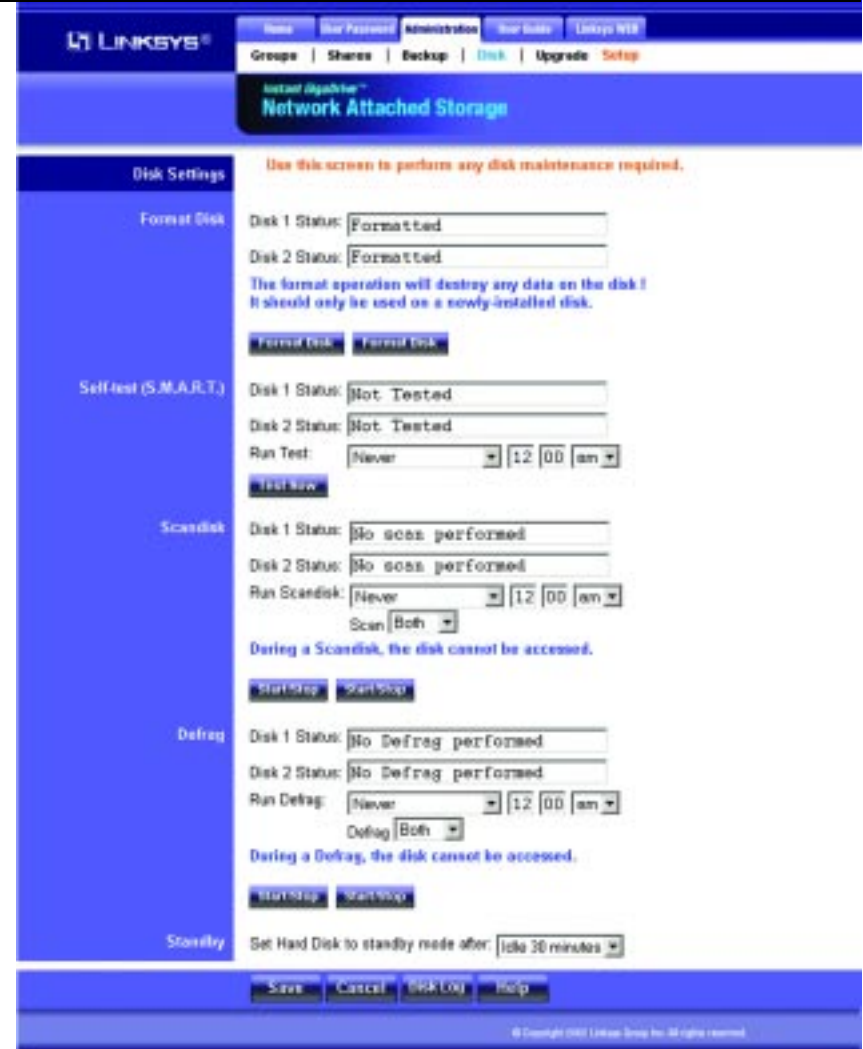 LINKSYS®
Home User Password Administration User Guide Linksys WEB
Groups | Shares | Backup | Disk | Upgrade Setup
Instant GigaDrive™
Network Attached Storage
Disk Settings
Use this screen to perform any disk maintenance required.
Format Disk
Disk 1 Status: Formatted
Disk 2 Status: Formatted
The format operation will destroy any data on the disk !
It should only be used on a newly-installed disk.
Format Disk Format Disk
Self-test (S.M.A.R.T.)
Disk 1 Status: Not Tested
Disk 2 Status: Not Tested
Run Test: Never 12 00 am
Test Now
Scandisk
Disk 1 Status: No scan performed
Disk 2 Status: No scan performed
Run Scandisk: Never 12 00 am
Scan Both
During a Scandisk, the disk cannot be accessed.
Start/Stop Start/Stop
Defrag
Disk 1 Status: No Defrag performed
Disk 2 Status: No Defrag performed
Run Defrag: Never 12 00 am
Defrag Both
During a Defrag, the disk cannot be accessed.
Start/Stop Start/Stop
Standby
Set Hard Disk to standby mode after: Idle 30 minutes
Save Cancel Disk Log Help
© Copyright Linksys Group Inc. All rights reserved.